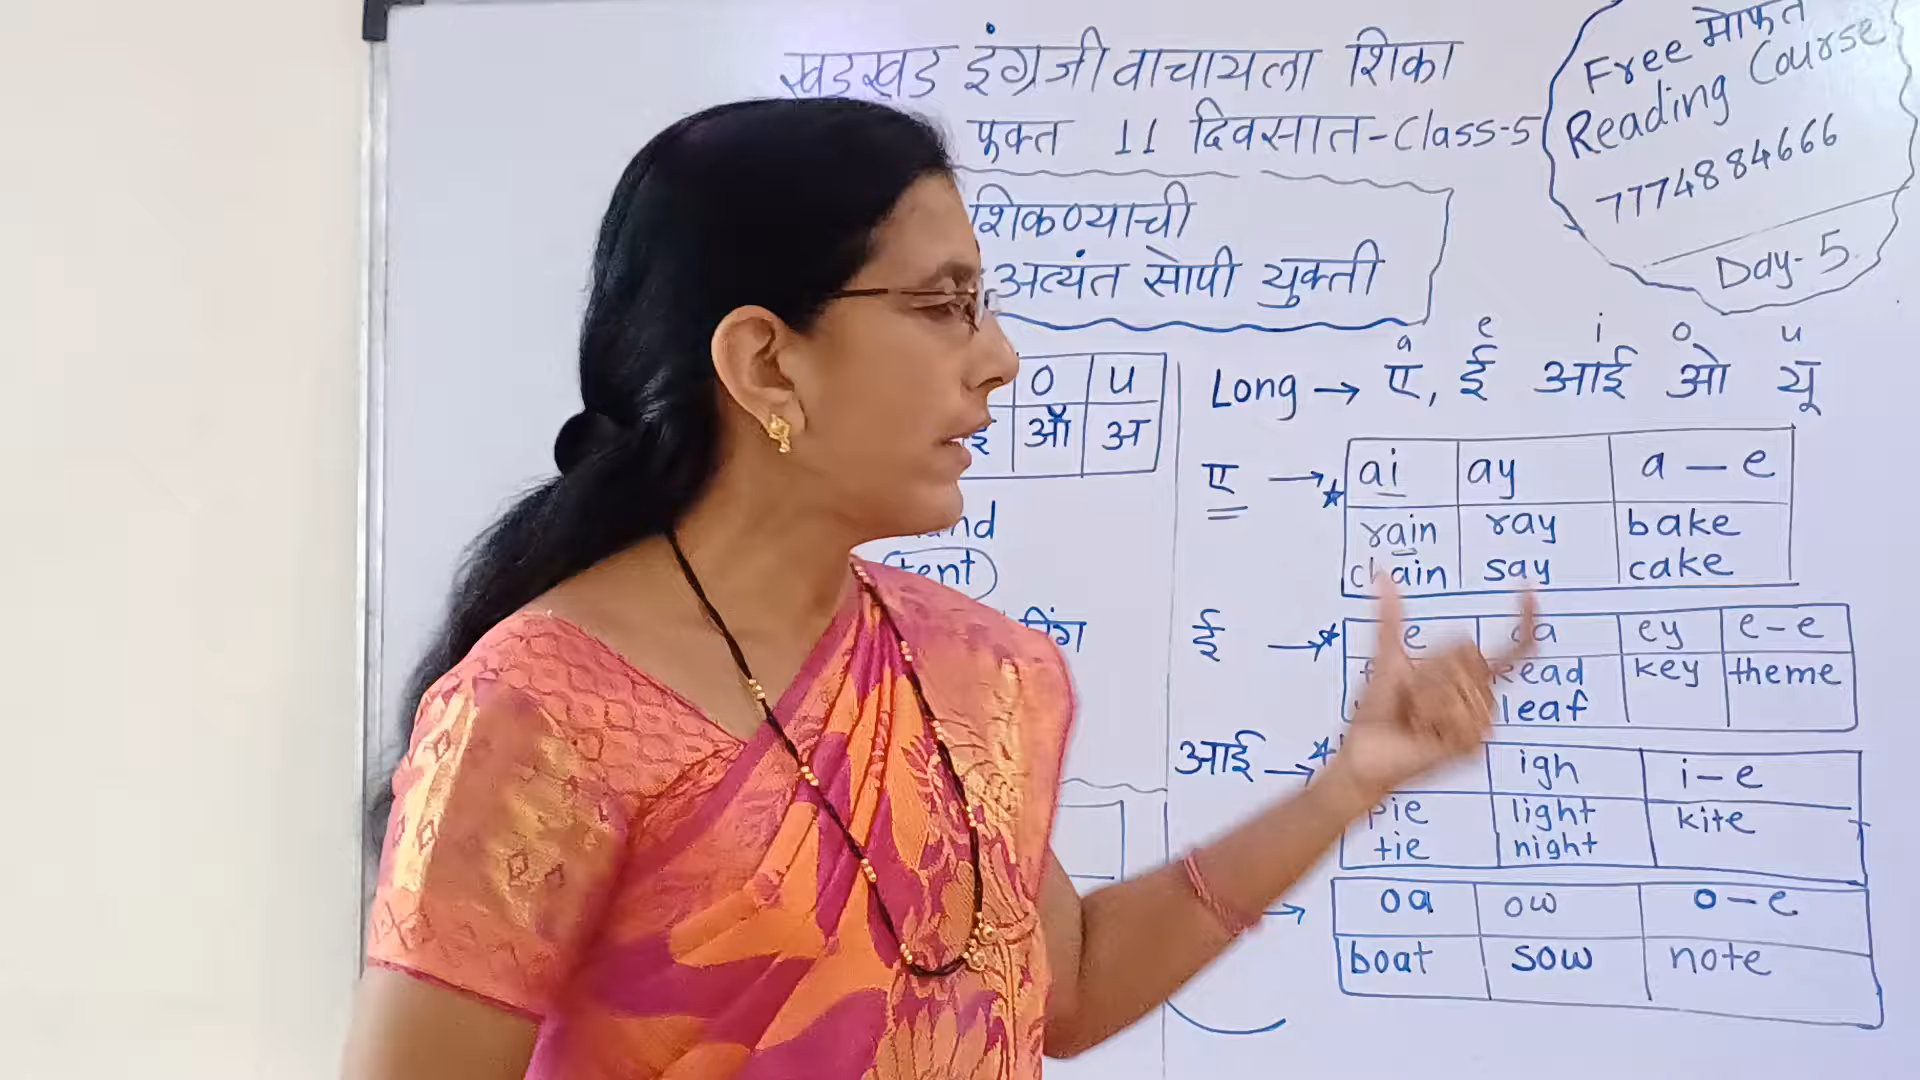 खडखड इंग्रजी वाचायला शिका
फक्त 11 दिवसात-Class-5
Free मोफत
Reading Course
7774884666
Day-5
शिकण्याची
अत्यंत सोपी युक्ती
o u
ऑ अ
tent
a e i o u
Long → ए, ई आई ओ यू
ए → ai ay a-e
rain ray bake
chain say cake
ई → ey e-e
read key theme
leaf
आई → igh i-e
pie light kite
tie night
→ oa ow o-e
boat sow note